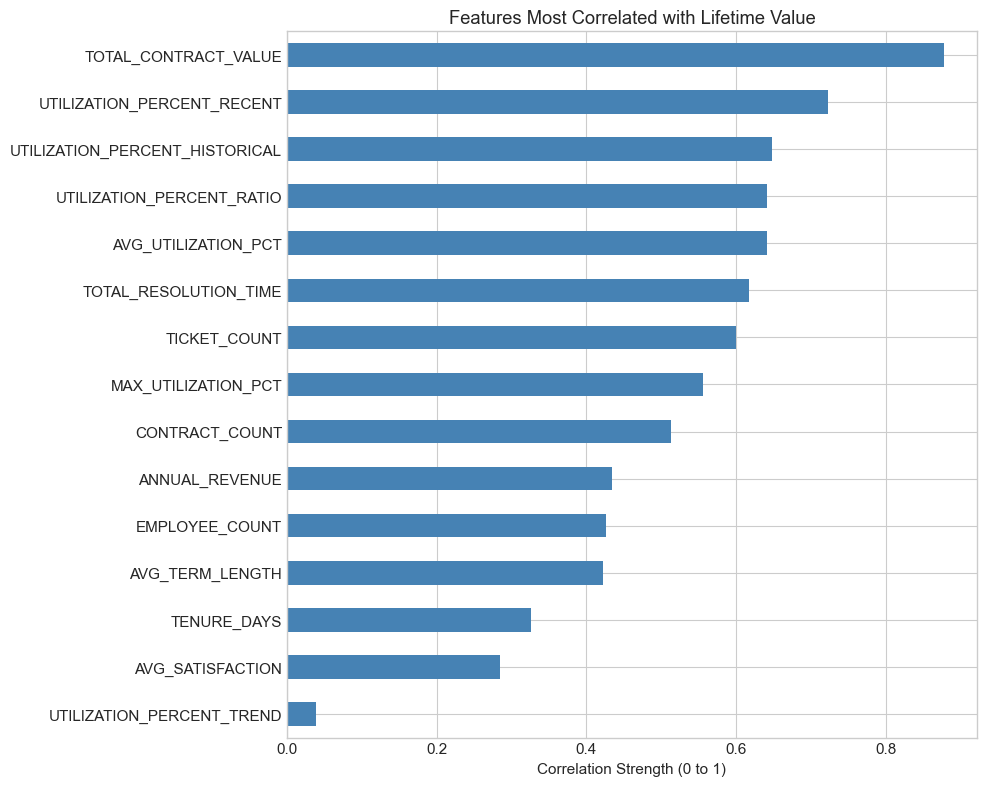 Features Most Correlated with Lifetime Value
TOTAL_CONTRACT_VALUE
UTILIZATION_PERCENT_RECENT
UTILIZATION_PERCENT_HISTORICAL
UTILIZATION_PERCENT_RATIO
AVG_UTILIZATION_PCT
TOTAL_RESOLUTION_TIME
TICKET_COUNT
MAX_UTILIZATION_PCT
CONTRACT_COUNT
ANNUAL_REVENUE
EMPLOYEE_COUNT
AVG_TERM_LENGTH
TENURE_DAYS
AVG_SATISFACTION
UTILIZATION_PERCENT_TREND
0.0 0.2 0.4 0.6 0.8
Correlation Strength (0 to 1)